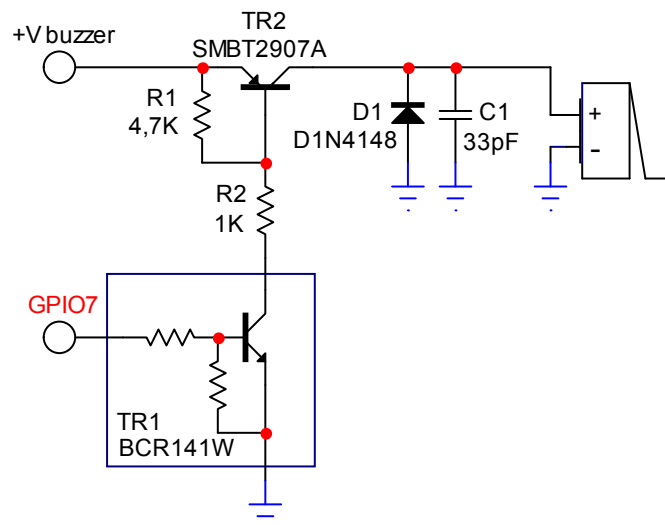 +V buzzer
TR2
SMBT2907A
R1
4,7K
D1
D1N4148
C1
33pF
+
-
R2
1K
GPIO7
TR1
BCR141W